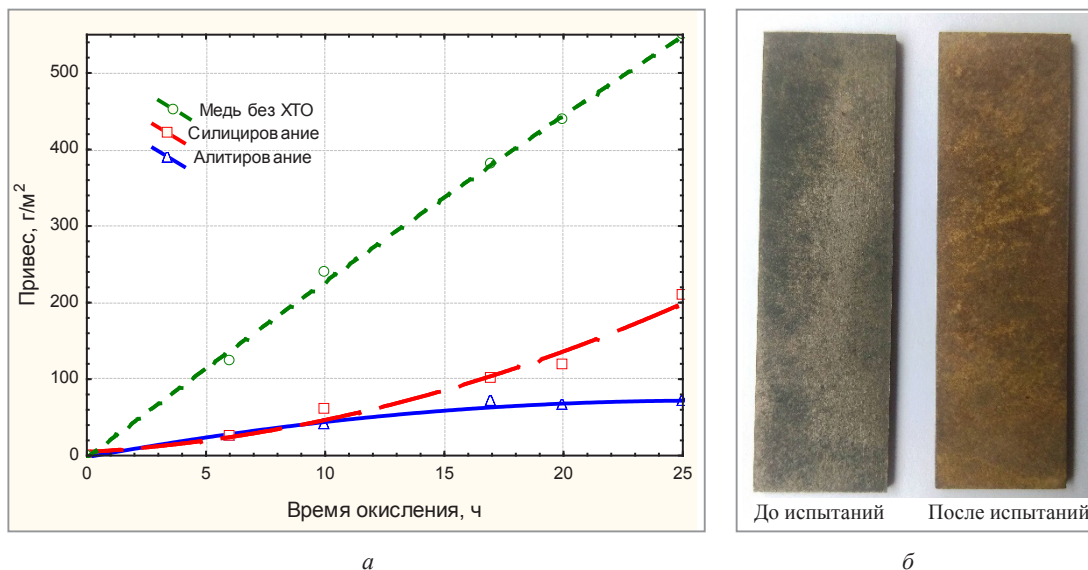 500
400
300
200
100
0
Привес, г/м²
Медь без ХТО
Силицирование
Алитирование
0 5 10 15 20 25
Время окисления, ч
До испытаний После испытаний
а б